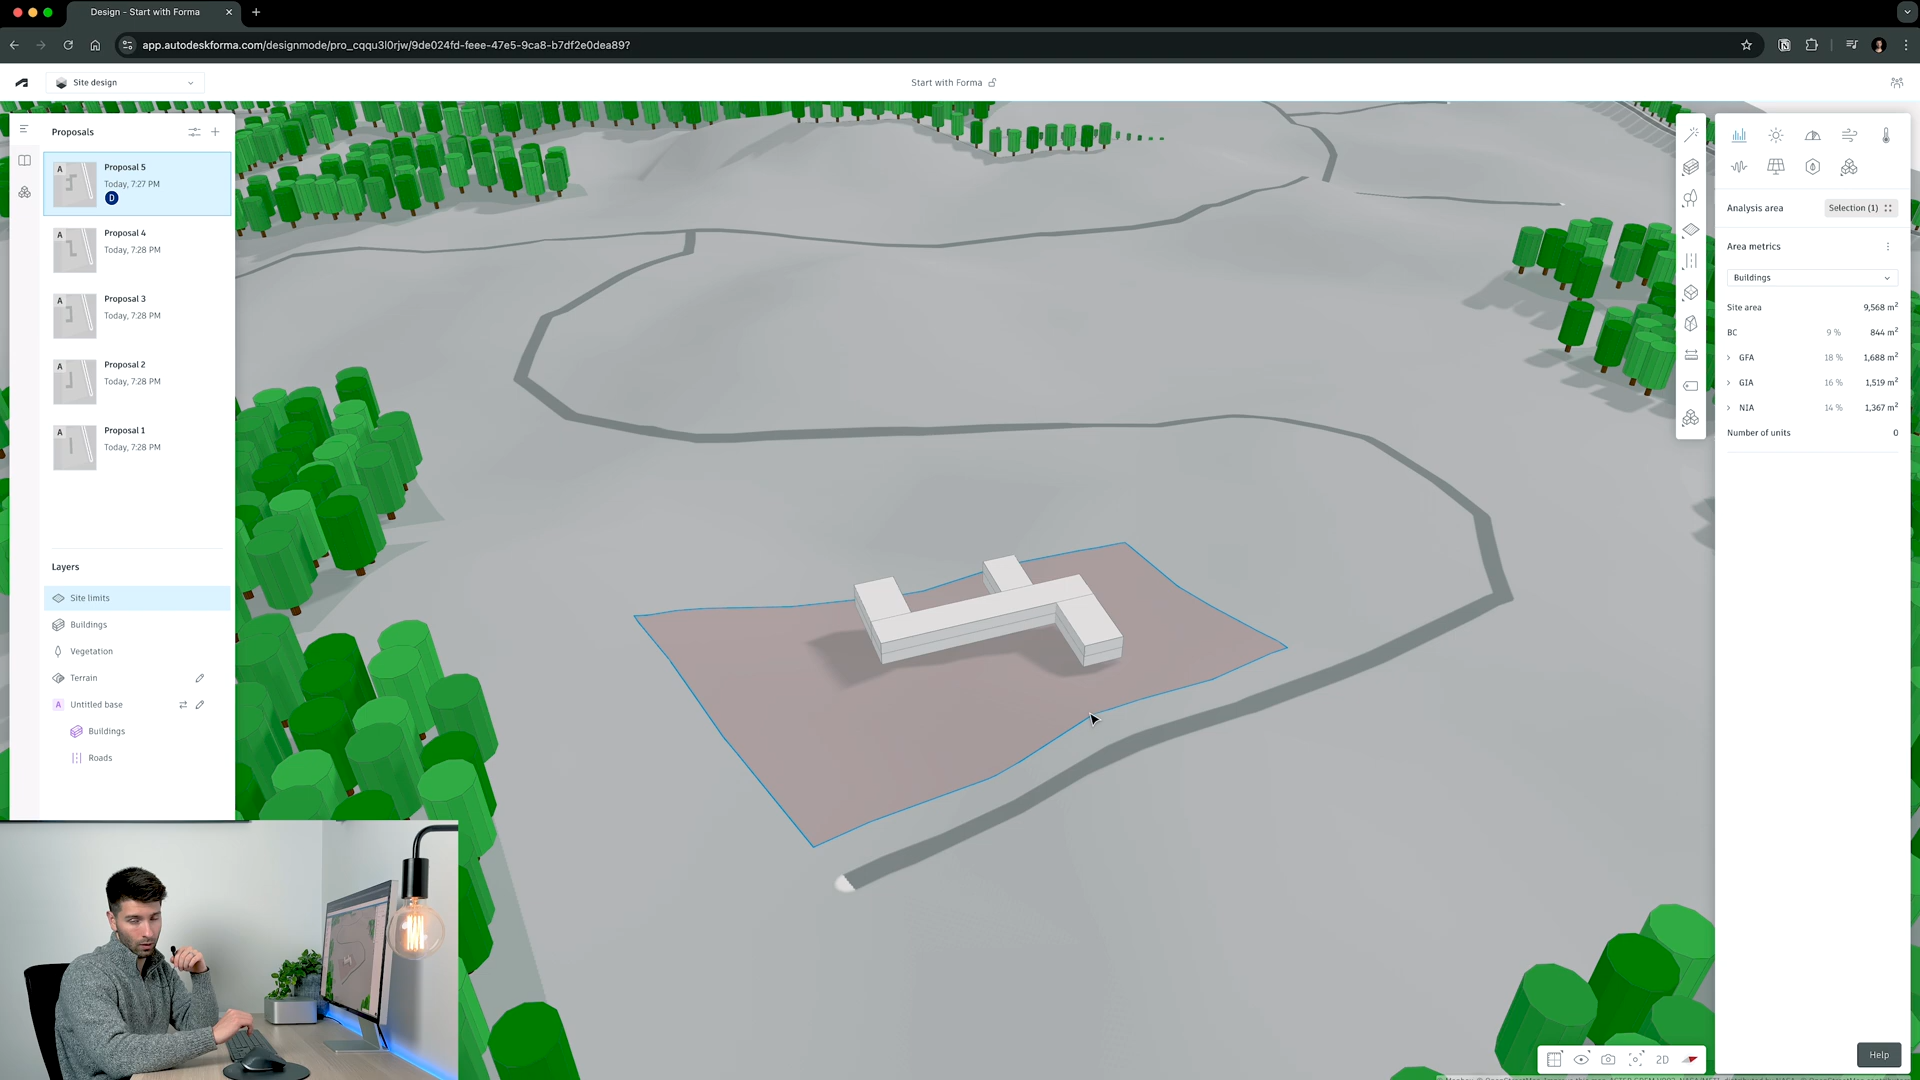 Design - Start with Forma
app.autodeskforma.com/designmode/pro_cqqu3l0rjw/9de024fd-feee-47e5-9ca8-b7df2e0dea89?
Site design
Start with Forma
Proposals
A
Proposal 5
Today, 7:27 PM
D
A
Proposal 4
Today, 7:28 PM
A
Proposal 3
Today, 7:28 PM
A
Proposal 2
Today, 7:28 PM
A
Proposal 1
Today, 7:28 PM
Layers
Site limits
Buildings
Vegetation
Terrain
A Untitled base
Buildings
Roads
Analysis area Selection (1)
Area metrics
Buildings
Site area 9,568 m²
BC 9 % 844 m²
GFA 18 % 1,688 m²
GIA 16 % 1,519 m²
NIA 14 % 1,367 m²
Number of units 0
2D
Help